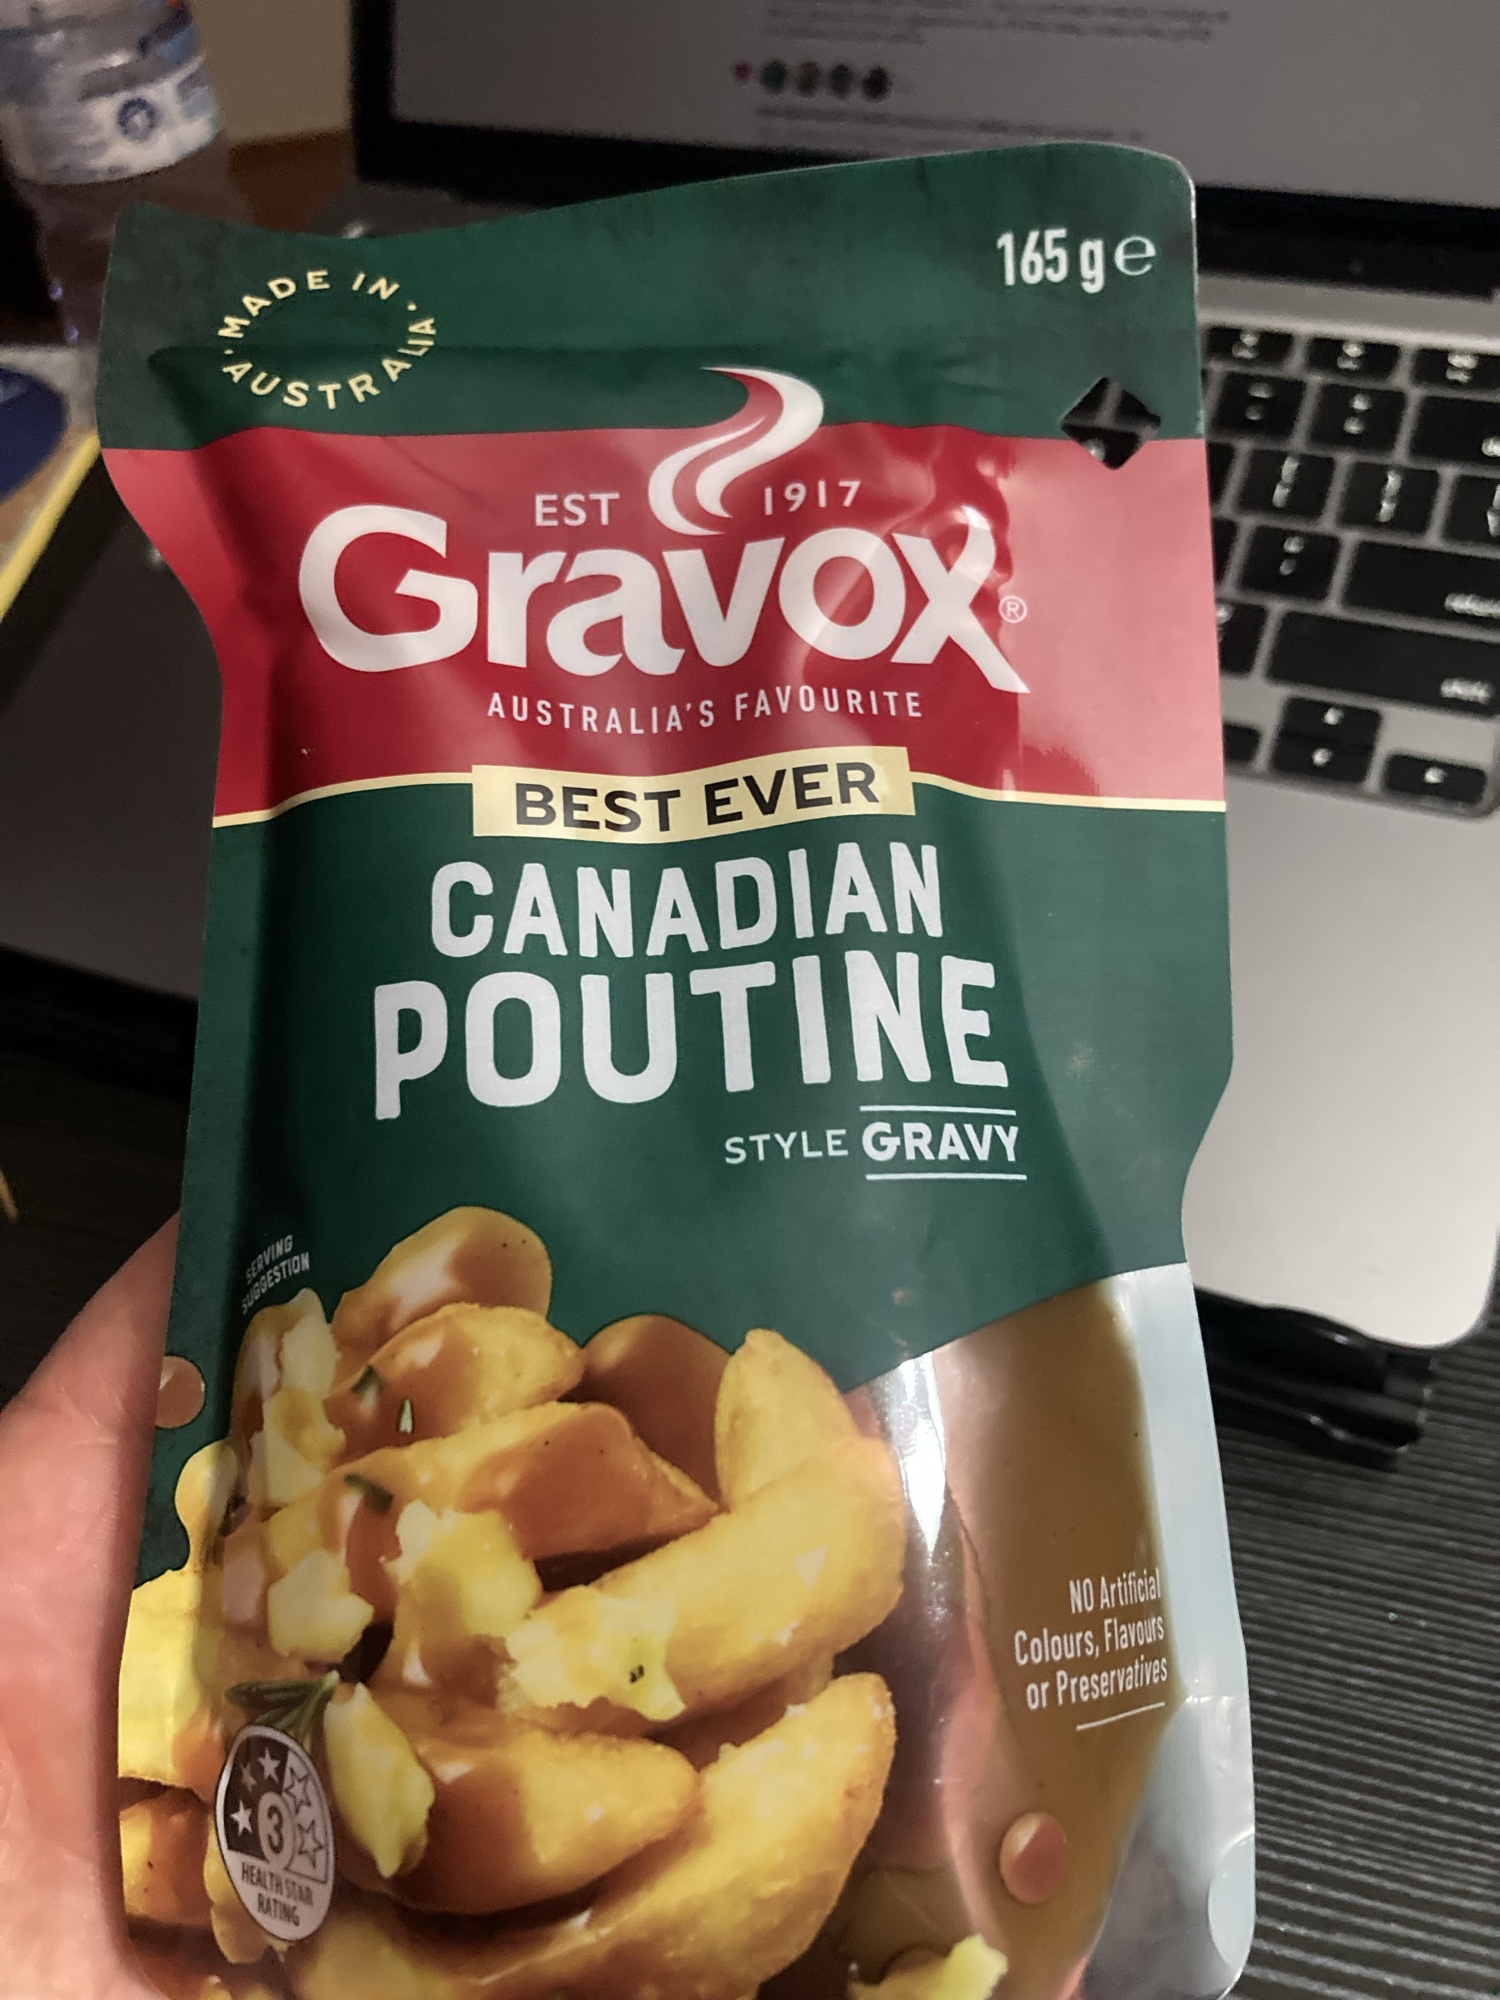 MADE IN AUSTRALIA
165 g e
EST 1917
Gravox®
AUSTRALIA'S FAVOURITE
BEST EVER
CANADIAN
POUTINE
STYLE GRAVY
SERVING
SUGGESTION
NO Artificial
Colours, Flavours
or Preservatives
3
HEALTH STAR
RATING